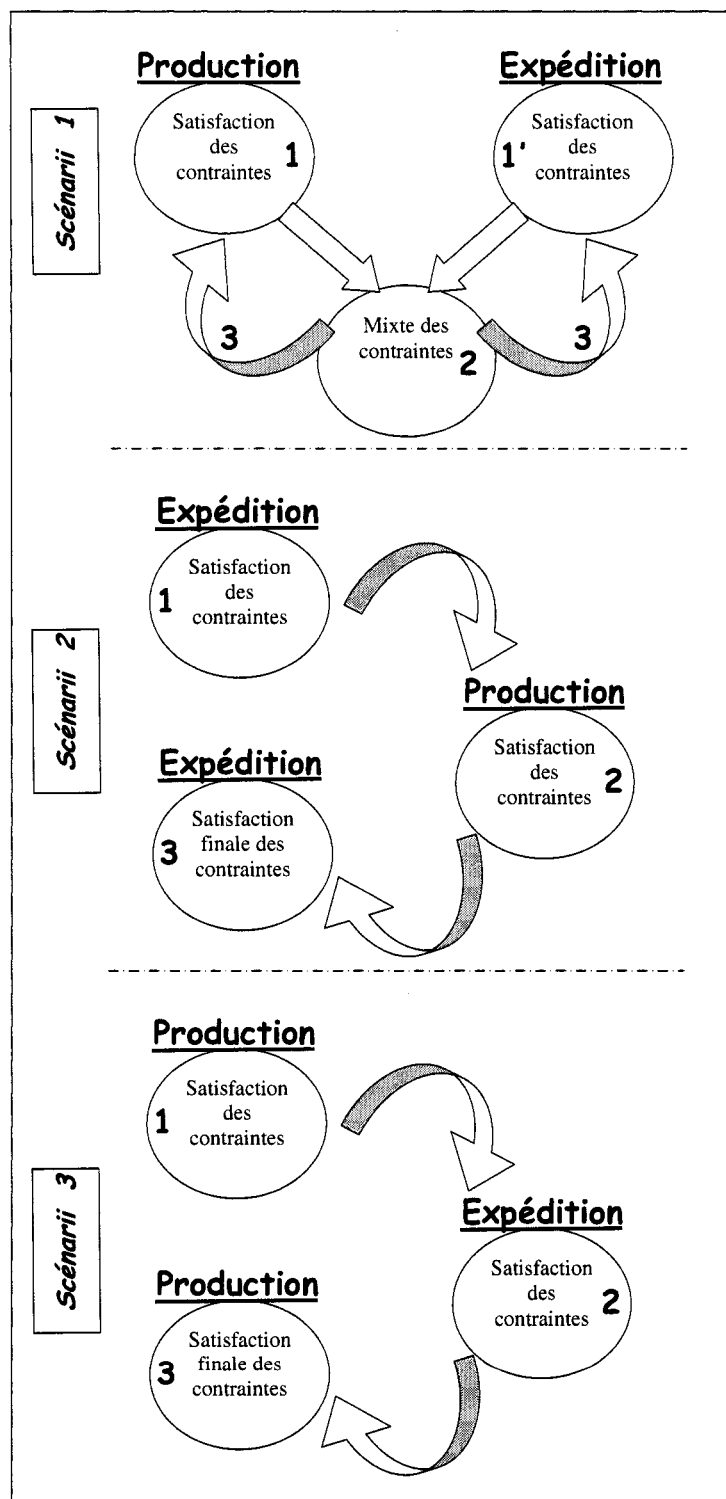 Scénarii 1
Production
Satisfaction
des
contraintes
1
Expédition
Satisfaction
des
contraintes
1'
3
Mixte des
contraintes
2
3
Scénarii 2
Expédition
Satisfaction
des
contraintes
1
Production
Satisfaction
des
contraintes
2
Expédition
Satisfaction
finale des
contraintes
3
Scénarii 3
Production
Satisfaction
des
contraintes
1
Expédition
Satisfaction
des
contraintes
2
Production
Satisfaction
finale des
contraintes
3